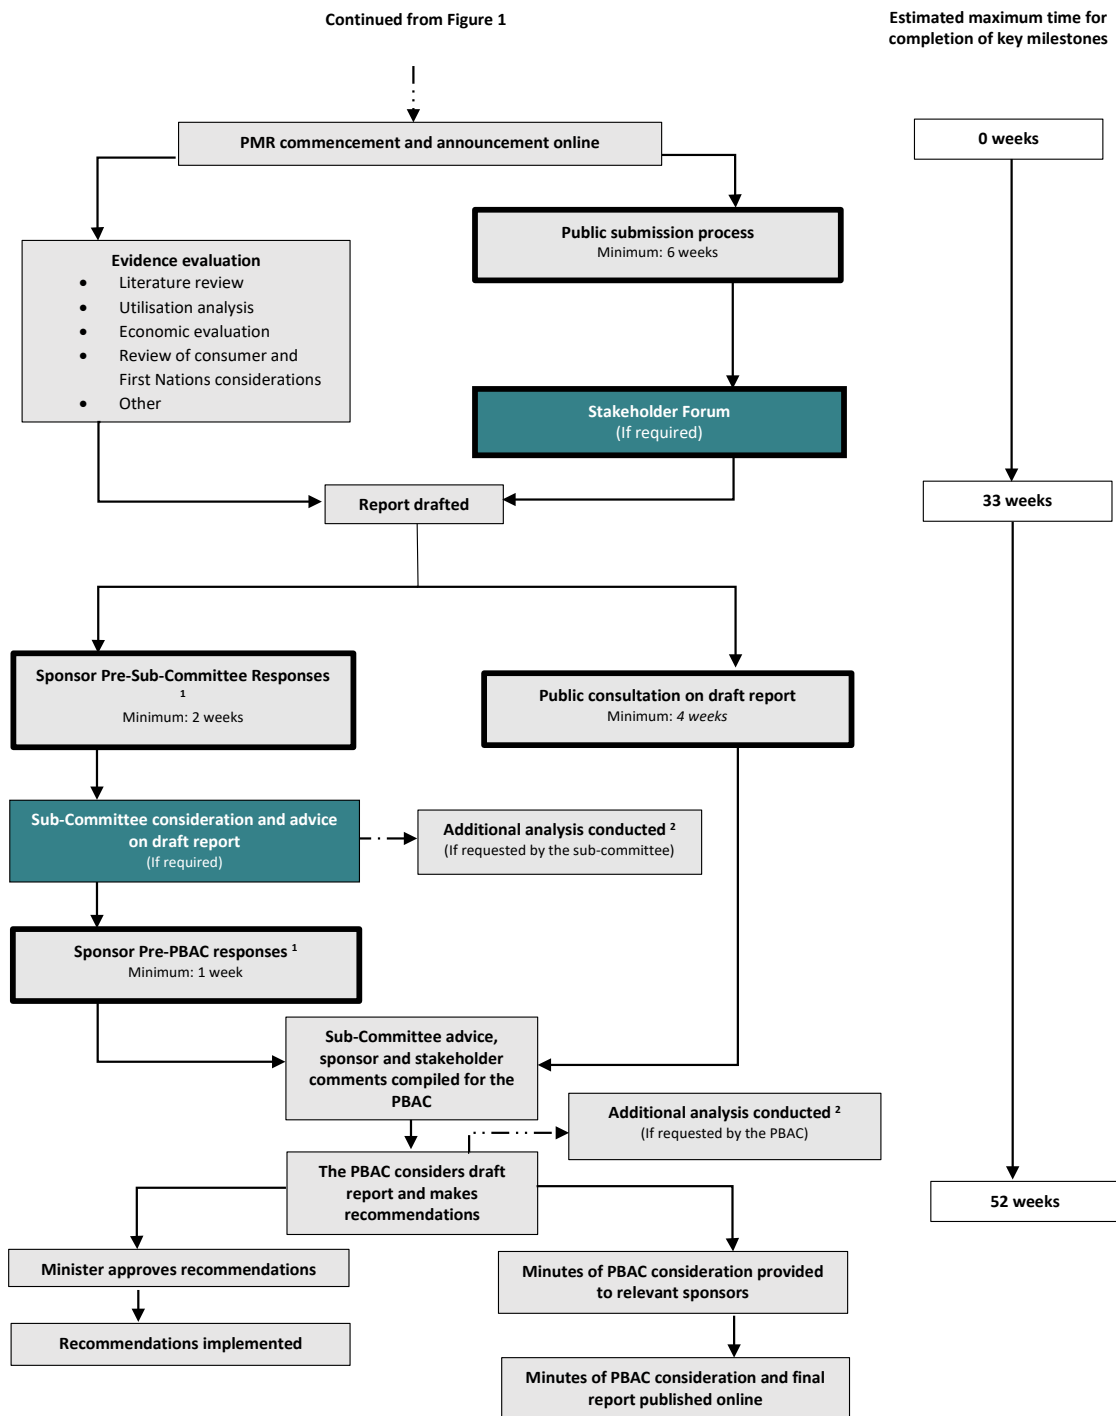 Continued from Figure 1
Estimated maximum time for
completion of key milestones
PMR commencement and announcement online
0 weeks
Public submission process
Minimum: 6 weeks
Evidence evaluation
• Literature review
• Utilisation analysis
• Economic evaluation
• Review of consumer and
First Nations considerations
• Other
Stakeholder Forum
(If required)
Report drafted
33 weeks
Sponsor Pre-Sub-Committee Responses
1
Minimum: 2 weeks
Public consultation on draft report
Minimum: 4 weeks
Sub-Committee consideration and advice
on draft report
(If required)
Additional analysis conducted 2
(If requested by the sub-committee)
Sponsor Pre-PBAC responses 1
Minimum: 1 week
Sub-Committee advice,
sponsor and stakeholder
comments compiled for the
PBAC
Additional analysis conducted 2
(If requested by the PBAC)
The PBAC considers draft
report and makes
recommendations
52 weeks
Minister approves recommendations
Minutes of PBAC consideration provided
to relevant sponsors
Recommendations implemented
Minutes of PBAC consideration and final
report published online